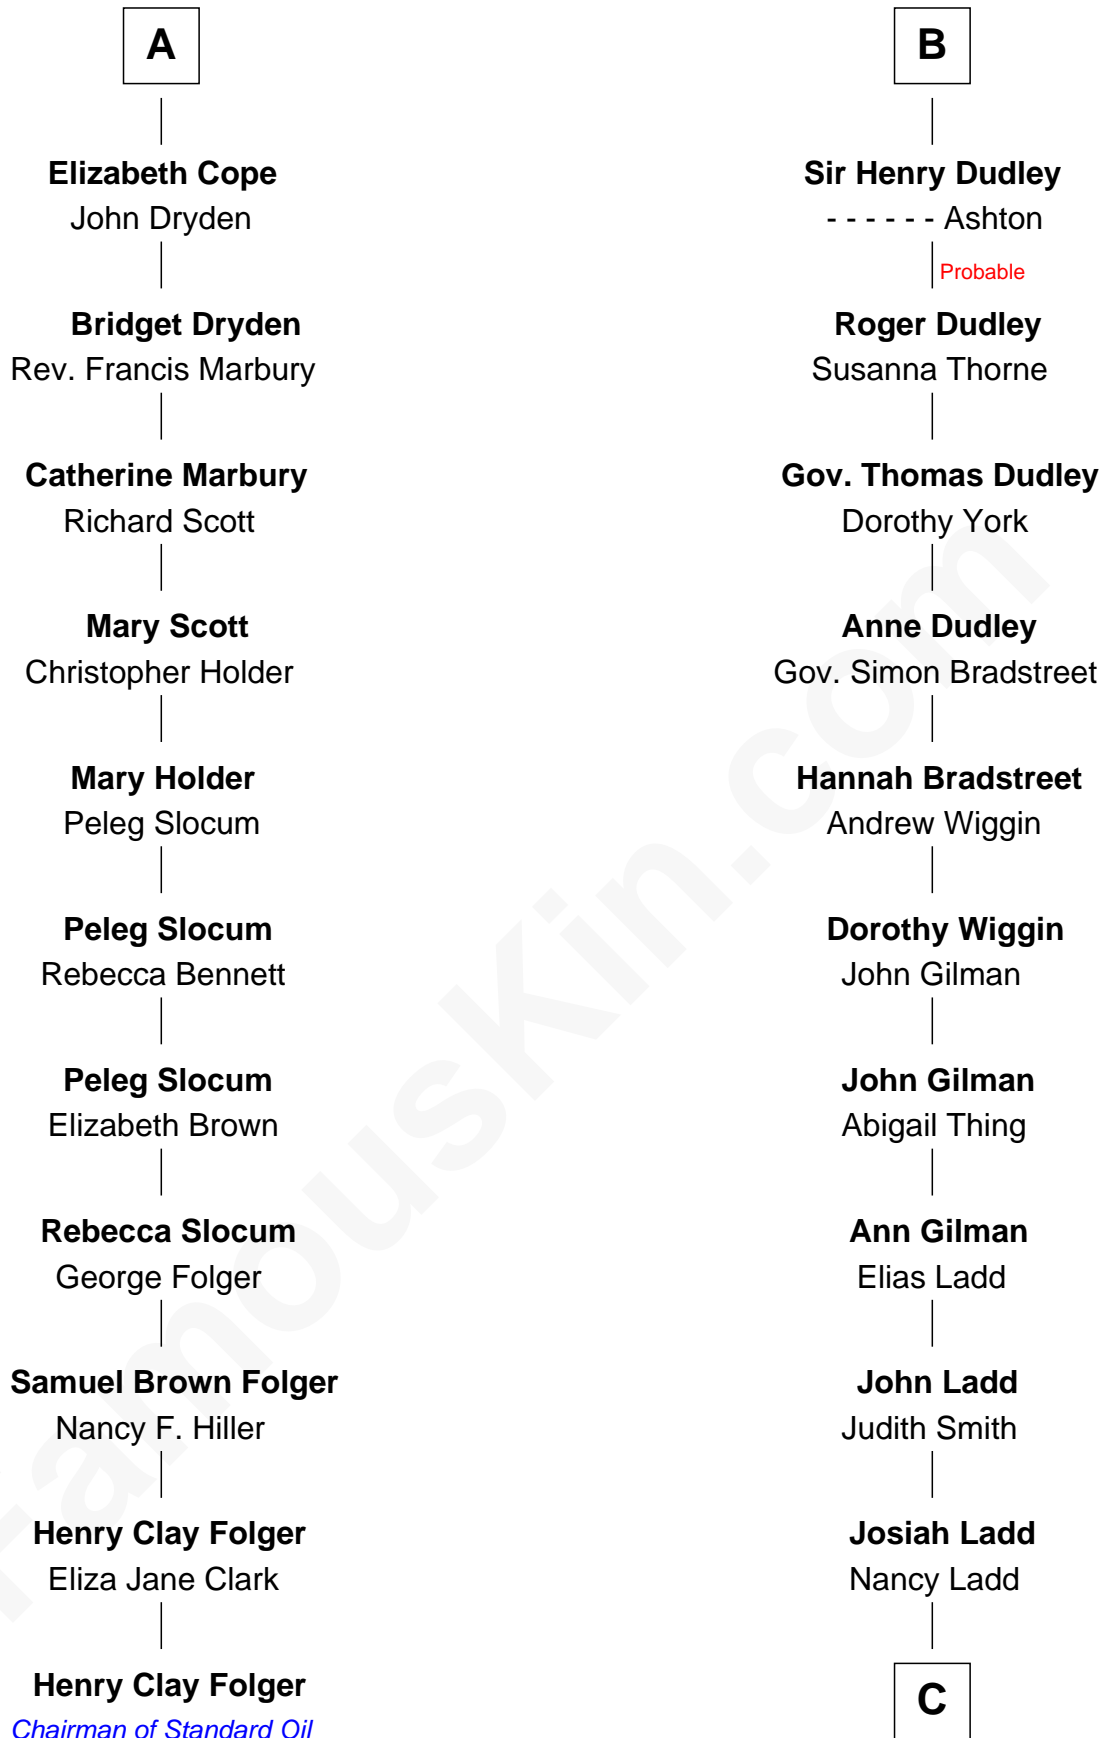 A
Elizabeth Cope
John Dryden
Bridget Dryden
Rev. Francis Marbury
Catherine Marbury
Richard Scott
Mary Scott
Christopher Holder
Mary Holder
Peleg Slocum
Peleg Slocum
Rebecca Bennett
Peleg Slocum
Elizabeth Brown
Rebecca Slocum
George Folger
Samuel Brown Folger
Nancy F. Hiller
Henry Clay Folger
Eliza Jane Clark
Henry Clay Folger
Chairman of Standard Oil
B
Sir Henry Dudley
- - - - - - Ashton
Probable
Roger Dudley
Susanna Thorne
Gov. Thomas Dudley
Dorothy York
Anne Dudley
Gov. Simon Bradstreet
Hannah Bradstreet
Andrew Wiggin
Dorothy Wiggin
John Gilman
John Gilman
Abigail Thing
Ann Gilman
Elias Ladd
John Ladd
Judith Smith
Josiah Ladd
Nancy Ladd
C
FamousKin.com